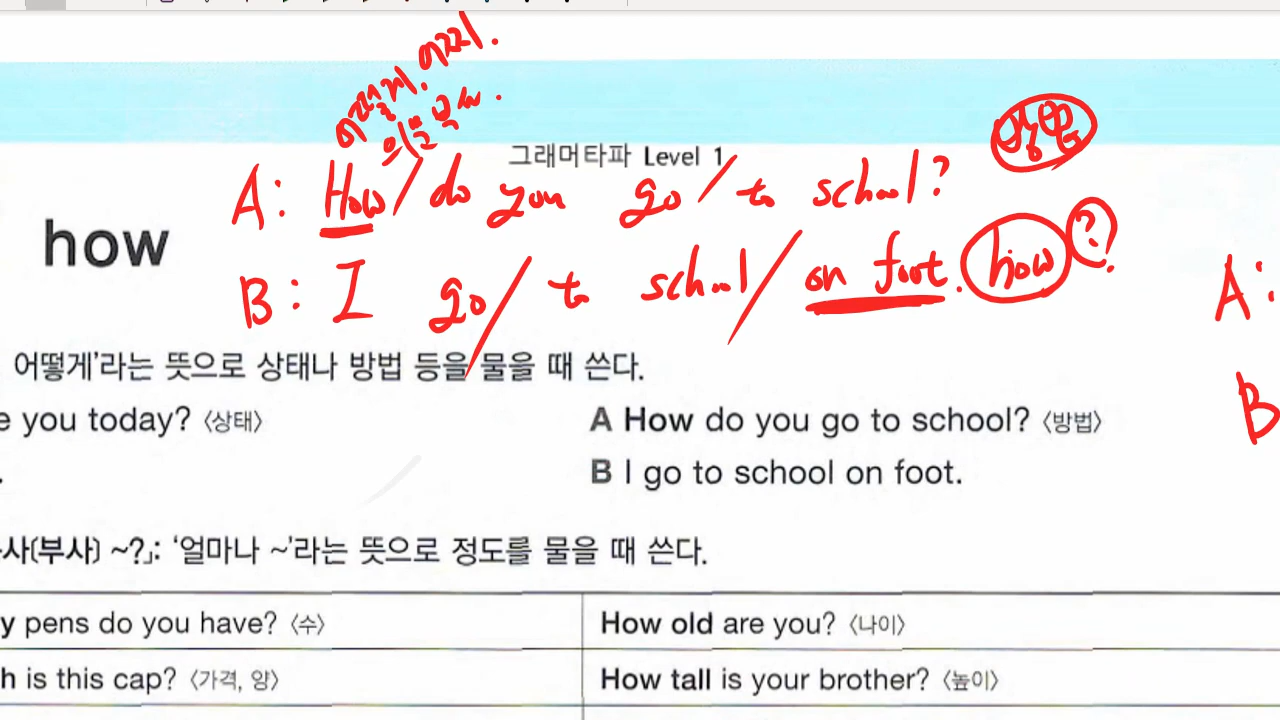 어떻게. 어찌.
의문부사.
그래머타파 Level 1
방법
A: How / do you go / to school?
how
B: I go / to school / on foot. how ?
A:
어떻게’라는 뜻으로 상태나 방법 등을 물을 때 쓴다.
e you today? 〈상태〉
A How do you go to school? 〈방법〉
B
B I go to school on foot.
사(부사) ~?」: ‘얼마나 ~’라는 뜻으로 정도를 물을 때 쓴다.
y pens do you have? 〈수〉
How old are you? 〈나이〉
h is this cap? 〈가격, 양〉
How tall is your brother? 〈높이〉